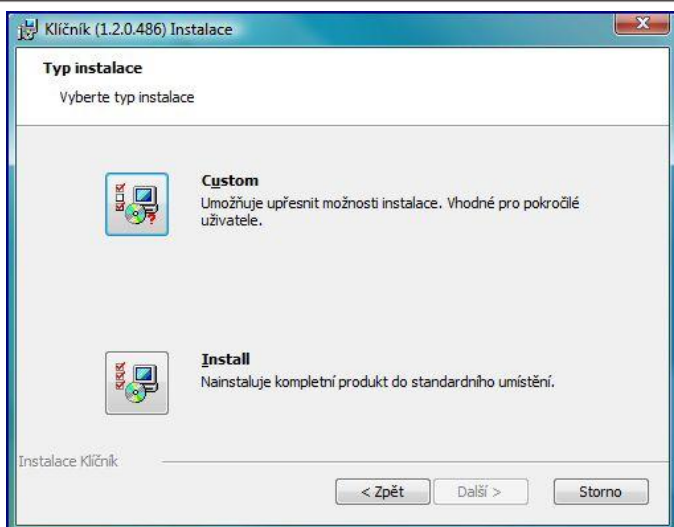 Klíčník (1.2.0.486) Instalace
Typ instalace
Vyberte typ instalace
Custom
Umožňuje upřesnit možnosti instalace. Vhodné pro pokročilé
uživatele.
Install
Nainstaluje kompletní produkt do standardního umístění.
Instalace Klíčník
< Zpět
Další >
Storno